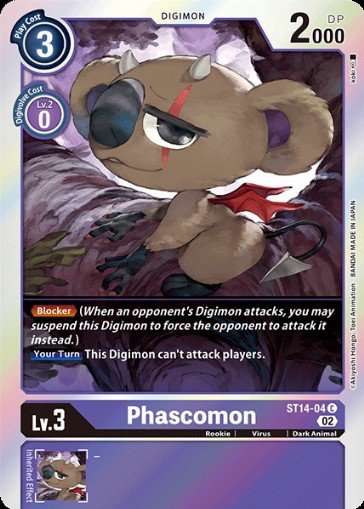 Play Cost
3
DIGIMON
2000
DP
Digivolve Cost
Lv.2
0
koki
©Akiyoshi Hongo, Toei Animation BANDAI MADE IN JAPAN
Blocker (When an opponent's Digimon attacks, you may
suspend this Digimon to force the opponent to attack it
instead.)
Your Turn This Digimon can't attack players.
Lv.3
Phascomon
ST14-04 C
02
Rookie | Virus | Dark Animal
Inherited Effect
–